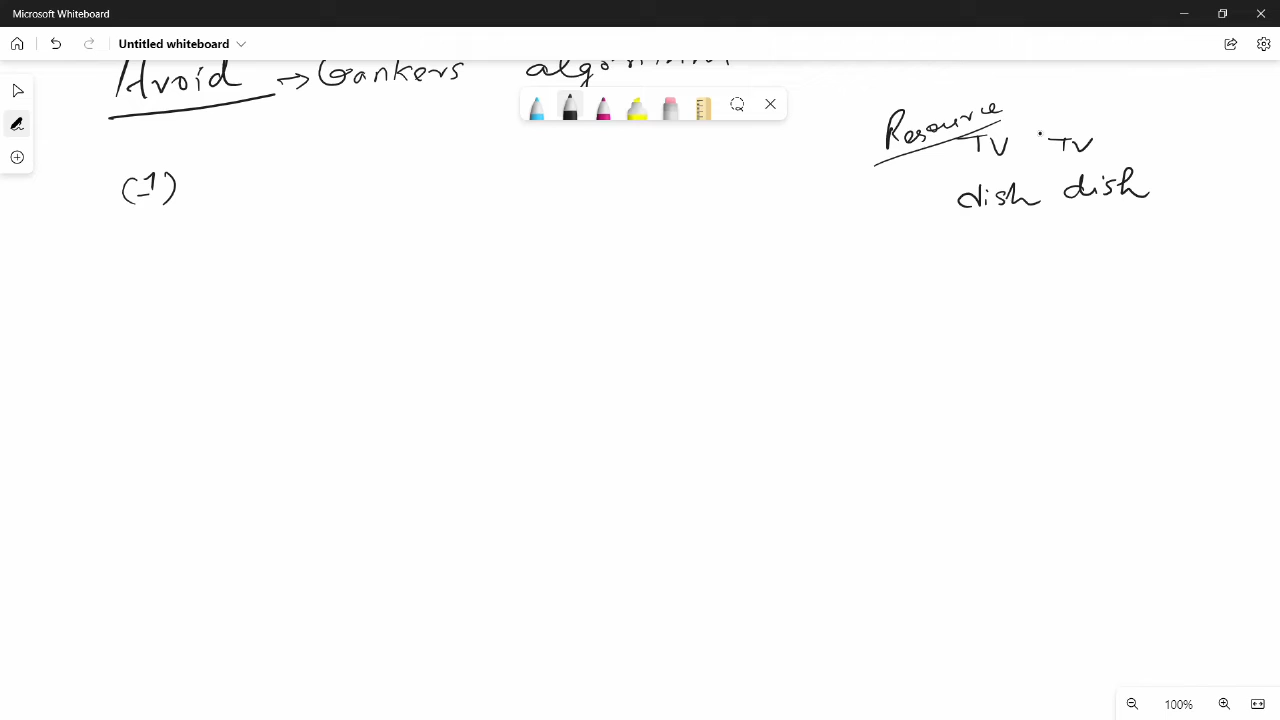 Microsoft Whiteboard
Untitled whiteboard
Avoid → Bankers algorithm
Resource
TV TV
(1)
dish dish
100%